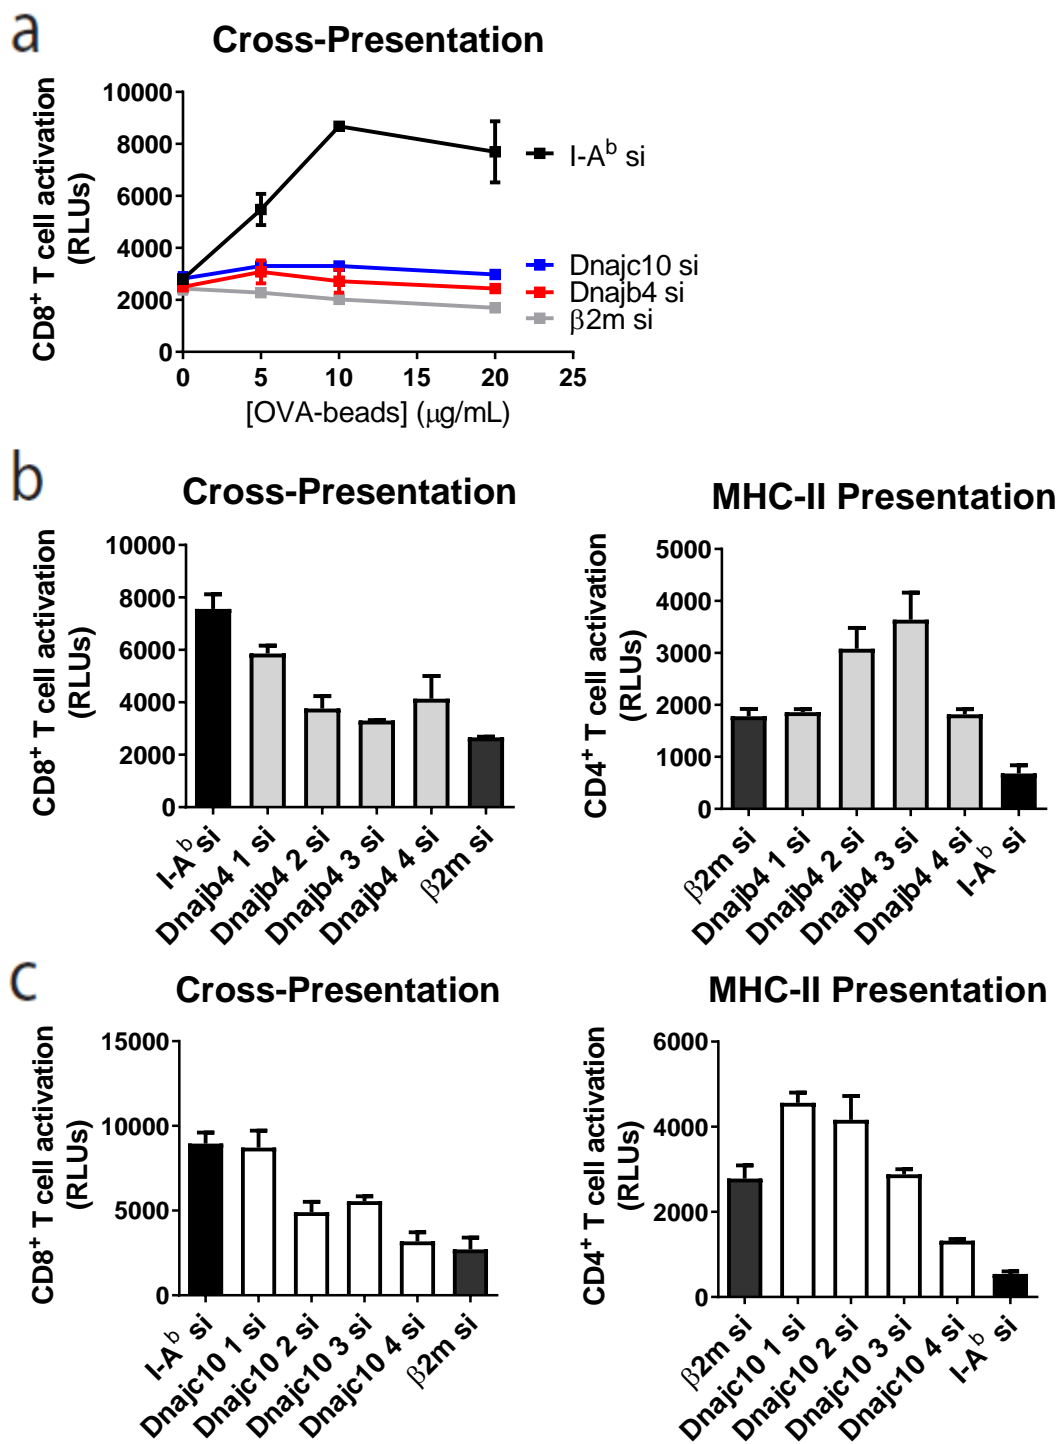 a
Cross-Presentation
CD8+ T cell activation
(RLUs)
10000
8000
6000
4000
2000
0
0 5 10 15 20 25
[OVA-beads] (μg/mL)
I-Ab si
Dnajc10 si
Dnajb4 si
β2m si
b
Cross-Presentation
CD8+ T cell activation
(RLUs)
10000
8000
6000
4000
2000
0
I-Ab si
Dnajb4 1 si
Dnajb4 2 si
Dnajb4 3 si
Dnajb4 4 si
β2m si
MHC-II Presentation
CD4+ T cell activation
(RLUs)
5000
4000
3000
2000
1000
0
β2m si
Dnajb4 1 si
Dnajb4 2 si
Dnajb4 3 si
Dnajb4 4 si
I-Ab si
c
Cross-Presentation
CD8+ T cell activation
(RLUs)
15000
10000
5000
0
I-Ab si
Dnajc10 1 si
Dnajc10 2 si
Dnajc10 3 si
Dnajc10 4 si
β2m si
MHC-II Presentation
CD4+ T cell activation
(RLUs)
6000
4000
2000
0
β2m si
Dnajc10 1 si
Dnajc10 2 si
Dnajc10 3 si
Dnajc10 4 si
I-Ab si